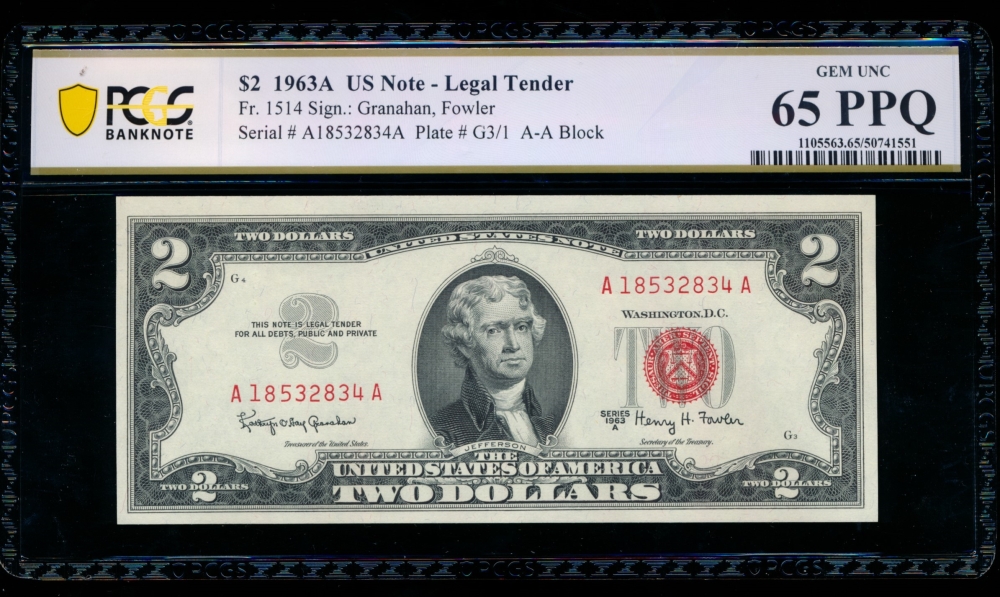 PCGS
BANKNOTE
$2 1963A US Note - Legal Tender
Fr. 1514 Sign.: Granahan, Fowler
Serial # A18532834A Plate # G3/1 A-A Block
GEM UNC
65 PPQ
1105563.65/50741551
2
TWO DOLLARS
UNITED STATES NOTE
TWO DOLLARS
2
G4
A 18532834 A
WASHINGTON, D.C.
2
THIS NOTE IS LEGAL TENDER
FOR ALL DEBTS, PUBLIC AND PRIVATE
TWO
A 18532834 A
Kathryn O'Hay Granahan
Treasurer of the United States.
SERIES
1963
A
Henry H. Fowler
Secretary of the Treasury.
G3
JEFFERSON
THE
UNITED STATES OF AMERICA
TWO DOLLARS
2
TWO DOLLARS
TWO DOLLARS
2